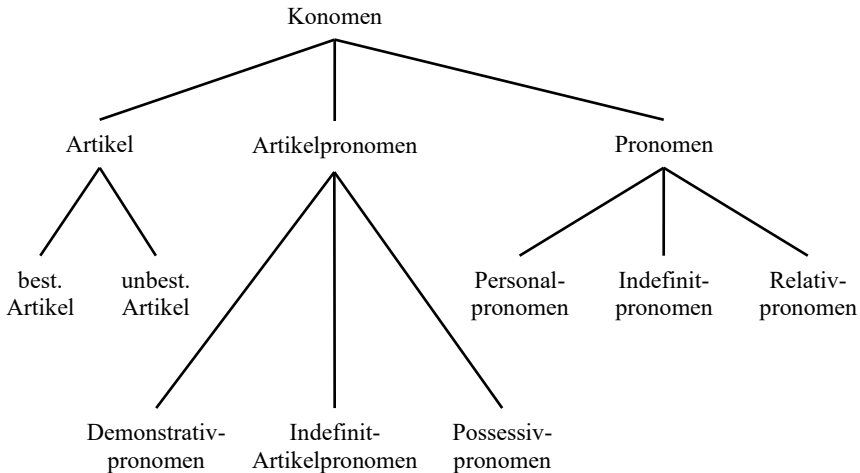 Konomen
Artikel
Artikelpronomen
Pronomen
best.
Artikel
unbest.
Artikel
Personal-
pronomen
Indefinit-
pronomen
Relativ-
pronomen
Demonstrativ-
pronomen
Indefinit-
Artikelpronomen
Possessiv-
pronomen